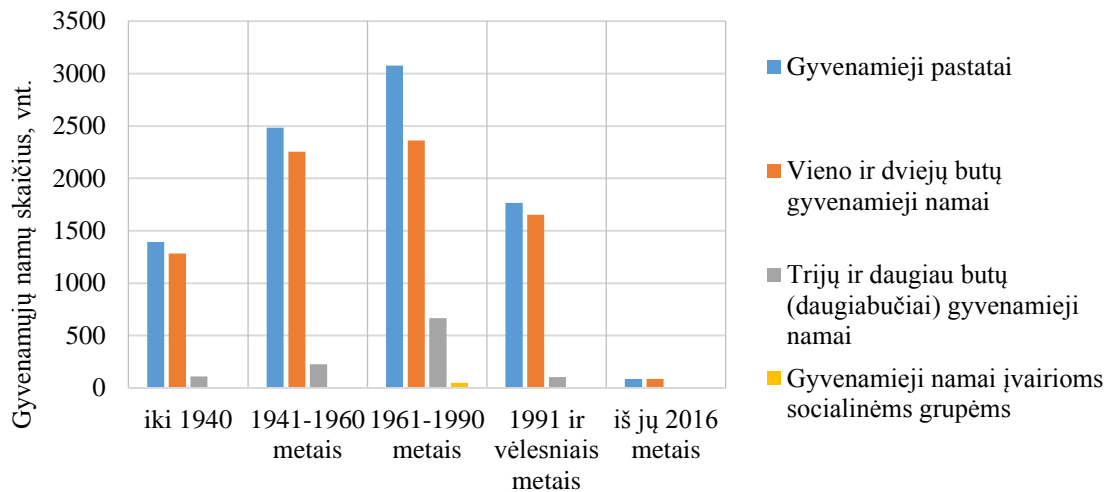 Gyvenamųjų namų skaičius, vnt.
3500
3000
2500
2000
1500
1000
500
0
iki 1940
1941-1960
metais
1961-1990
metais
1991 ir
vėlesniais
metais
iš jų 2016
metais
Gyvenamieji pastatai
Vieno ir dviejų butų
gyvenamieji namai
Trijų ir daugiau butų
(daugiabučiai) gyvenamieji
namai
Gyvenamieji namai įvairioms
socialinėms grupėms